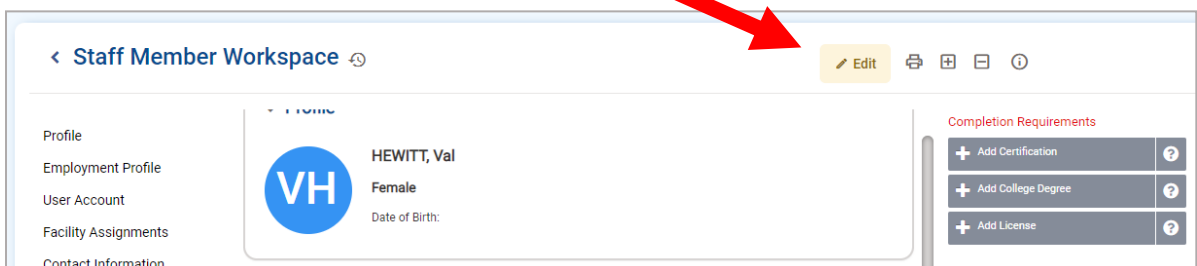 Staff Member Workspace
Edit
Profile
Employment Profile
User Account
Facility Assignments
Contact Information
Profile
VH
HEWITT, Val
Female
Date of Birth:
Completion Requirements
Add Certification
Add College Degree
Add License